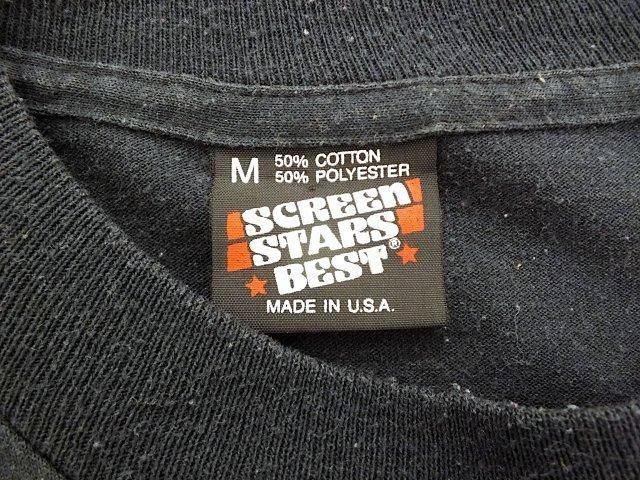 M 50% COTTON
50% POLYESTER
SCREEN
STARS
BEST®
MADE IN U.S.A.